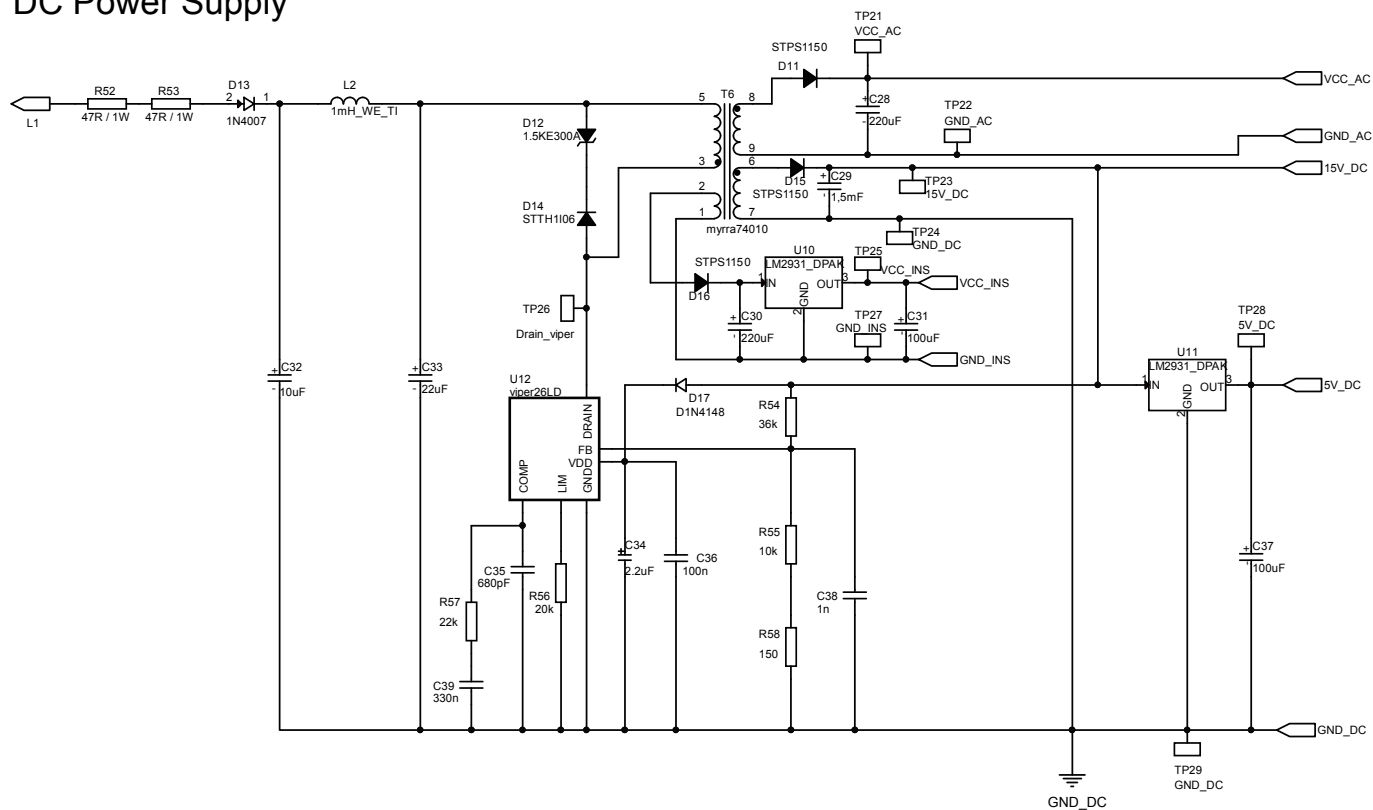 DC Power Supply
TP21
VCC_AC
STPS1150
D11
VCC_AC
R52
R53
D13
2
1
L2
T6
5
8
C28
+
-
220uF
TP22
GND_AC
L1
47R / 1W
47R / 1W
1N4007
1mH_WE_TI
D12
1.5KE300A
GND_AC
9
3
6
15V_DC
D15
STPS1150
+
C29
-
1,5mF
TP23
15V_DC
2
1
7
D14
STTH1I06
myrra74010
TP24
GND_DC
U10
LM2931_DPAK
TP25
VCC_INS
STPS1150
1
IN
OUT
3
GND
2
VCC_INS
D16
TP26
Drain_viper
+
C30
-
220uF
TP27
GND_INS
+
C31
-
100uF
GND_INS
TP28
5V_DC
U11
LM2931_DPAK
1
IN
OUT
3
GND
2
5V_DC
+
C32
-
10uF
+
C33
-
22uF
U12
viper26LD
D17
D1N4148
R54
36k
DRAIN
FB
VDD
COMP
LIM
GND
R55
10k
+
C34
2.2uF
C36
100n
+
C37
-
100uF
C35
680pF
R56
20k
C38
1n
R57
22k
R58
150
C39
330n
GND_DC
TP29
GND_DC
GND_DC